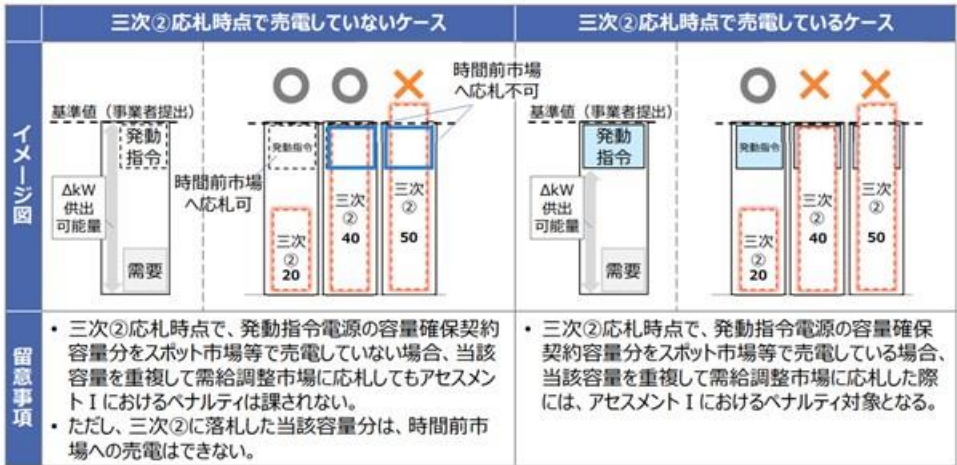 三次②応札時点で売電していないケース
三次②応札時点で売電しているケース
イメージ図
基準値（事業者提出）
発動
指令
ΔkW
供出
可能量
需要
時間前市場
へ応札可
時間前市場
へ応札不可
発動指令
三次
②
20
三次
②
40
三次
②
50
基準値（事業者提出）
発動
指令
ΔkW
供出
可能量
需要
発動指令
三次
②
20
三次
②
40
三次
②
50
留意事項
• 三次②応札時点で、発動指令電源の容量確保契約
容量分をスポット市場等で売電していない場合、当該
容量を重複して需給調整市場に応札してもアセスメン
トⅠにおけるペナルティは課されない。
• ただし、三次②に落札した当該容量分は、時間前市
場への売電はできない。
• 三次②応札時点で、発動指令電源の容量確保
契約容量分をスポット市場等で売電している場合、
当該容量を重複して需給調整市場に応札した際
には、アセスメントⅠにおけるペナルティ対象となる。